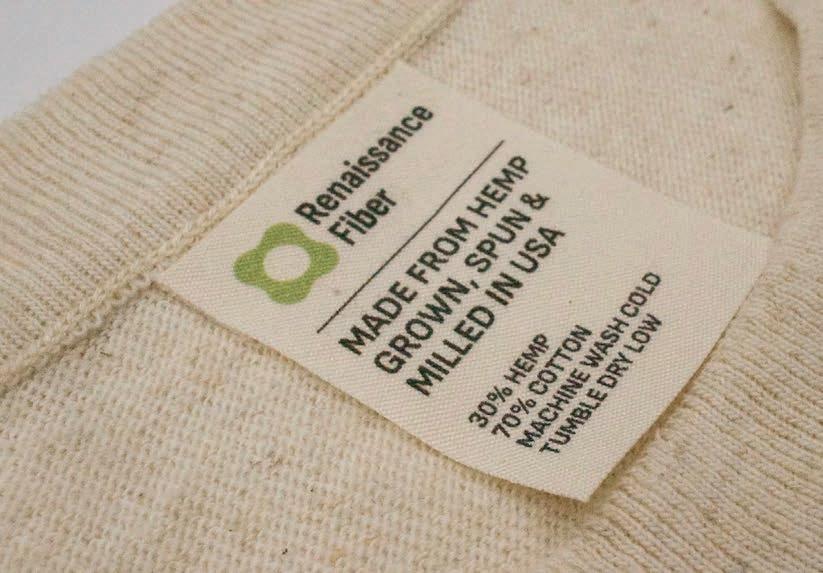 Renaissance
Fiber
MADE FROM HEMP
GROWN, SPUN &
MILLED IN USA
30% HEMP
70% COTTON
MACHINE WASH COLD
TUMBLE DRY LOW